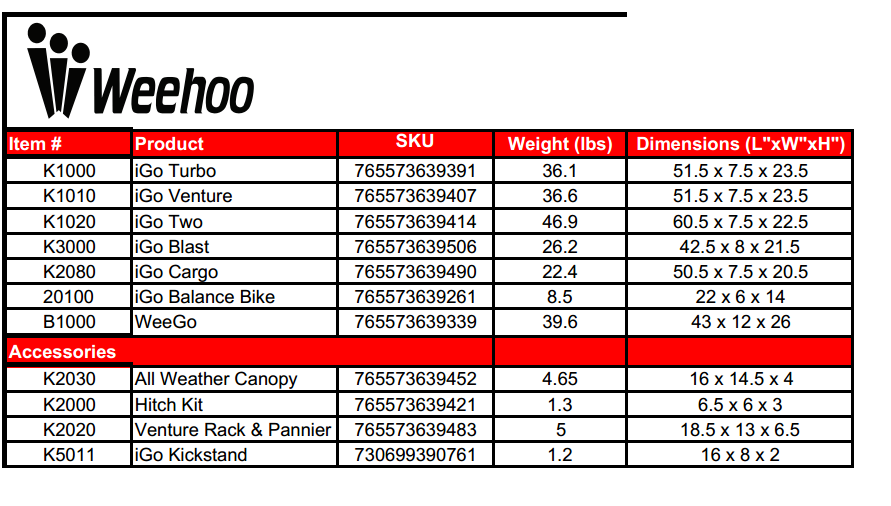 Weehoo
Item # Product SKU Weight (lbs) Dimensions (L"xW"xH")
K1000 iGo Turbo 765573639391 36.1 51.5 x 7.5 x 23.5
K1010 iGo Venture 765573639407 36.6 51.5 x 7.5 x 23.5
K1020 iGo Two 765573639414 46.9 60.5 x 7.5 x 22.5
K3000 iGo Blast 765573639506 26.2 42.5 x 8 x 21.5
K2080 iGo Cargo 765573639490 22.4 50.5 x 7.5 x 20.5
20100 iGo Balance Bike 765573639261 8.5 22 x 6 x 14
B1000 WeeGo 765573639339 39.6 43 x 12 x 26
Accessories
K2030 All Weather Canopy 765573639452 4.65 16 x 14.5 x 4
K2000 Hitch Kit 765573639421 1.3 6.5 x 6 x 3
K2020 Venture Rack & Pannier 765573639483 5 18.5 x 13 x 6.5
K5011 iGo Kickstand 730699390761 1.2 16 x 8 x 2